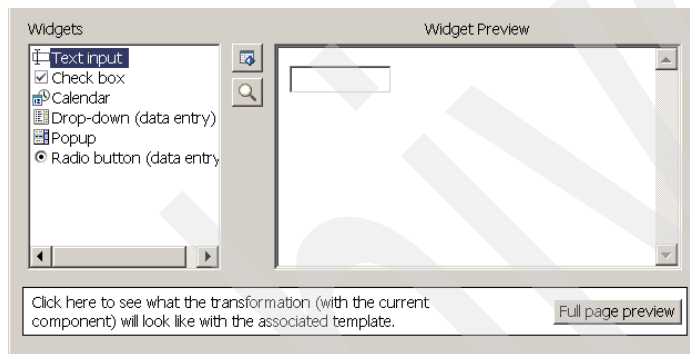 Widgets
Widget Preview
Text input
Check box
Calendar
Drop-down (data entry)
Popup
Radio button (data entry
Click here to see what the transformation (with the current
component) will look like with the associated template.
Full page preview